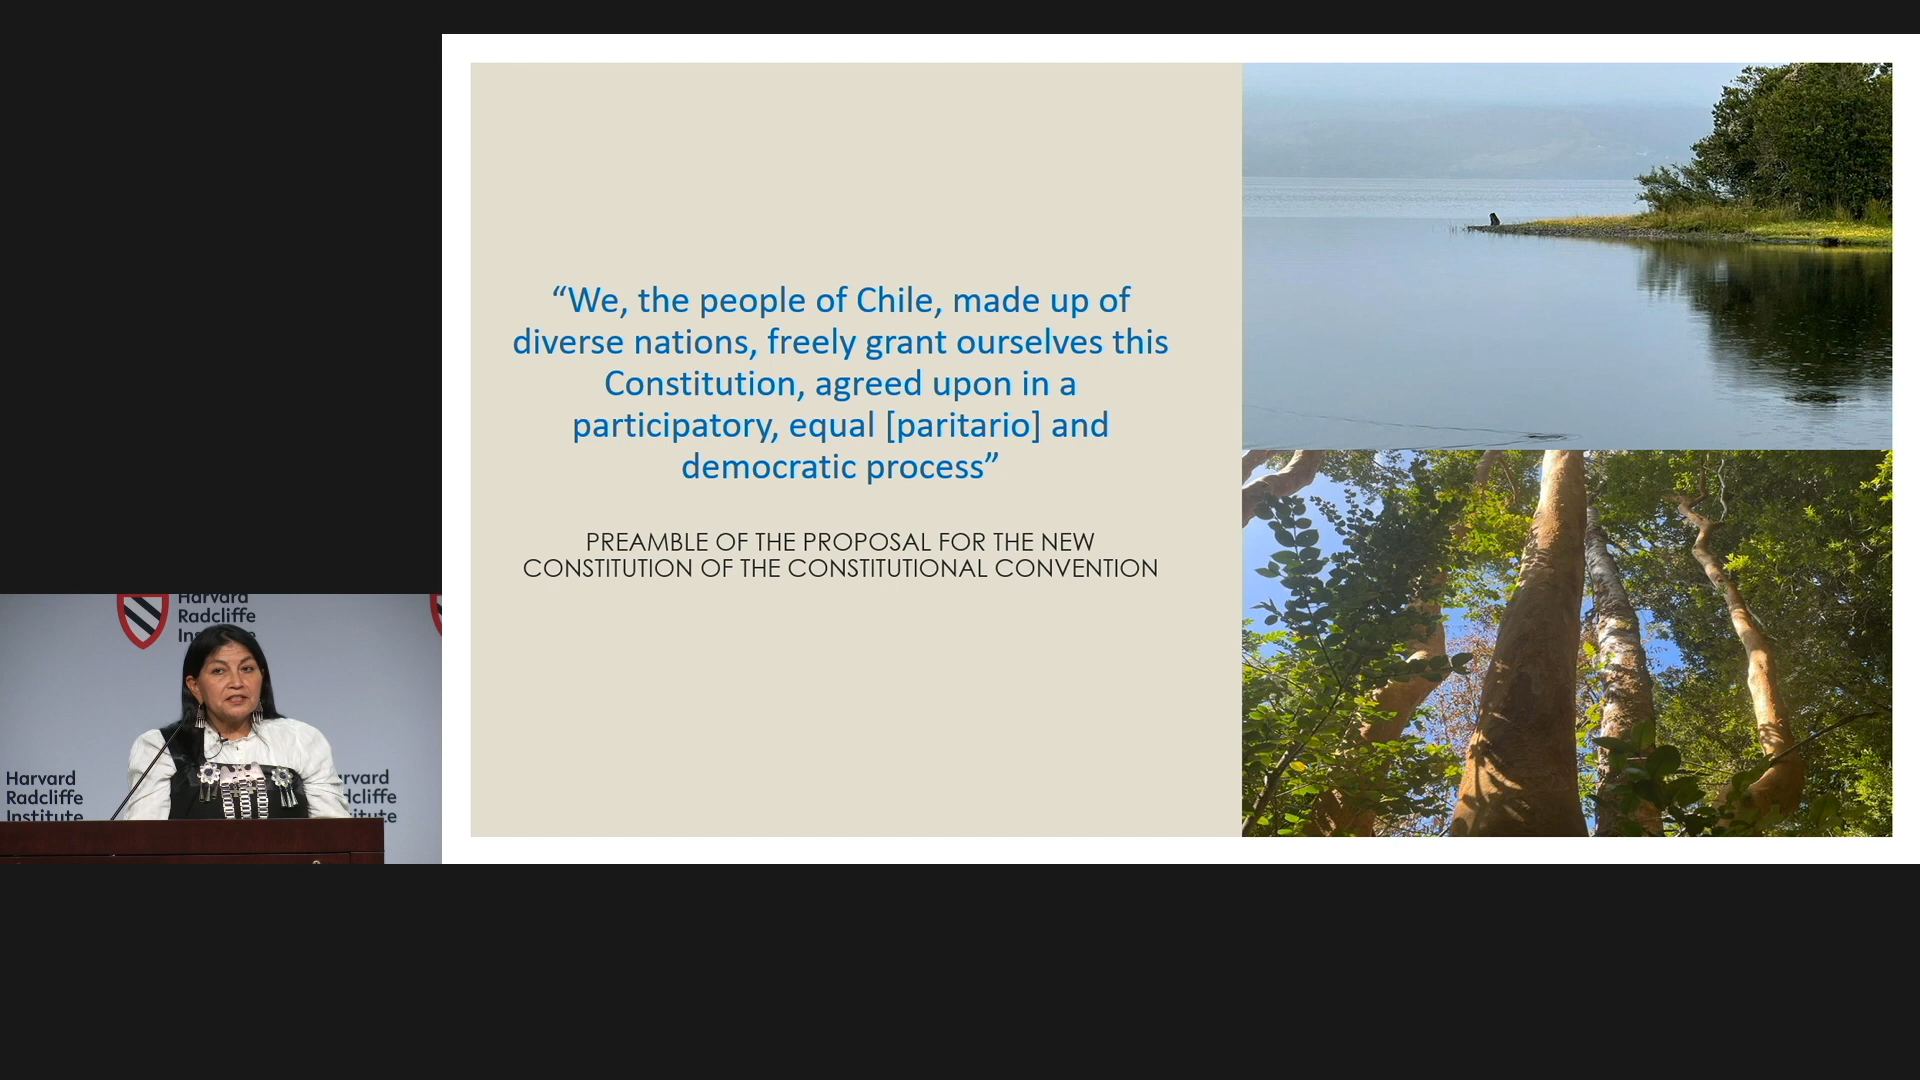 “We, the people of Chile, made up of
diverse nations, freely grant ourselves this
Constitution, agreed upon in a
participatory, equal [paritario] and
democratic process”
PREAMBLE OF THE PROPOSAL FOR THE NEW
CONSTITUTION OF THE CONSTITUTIONAL CONVENTION
Harvard
Radcliffe
Harvard
Radcliffe
Institute